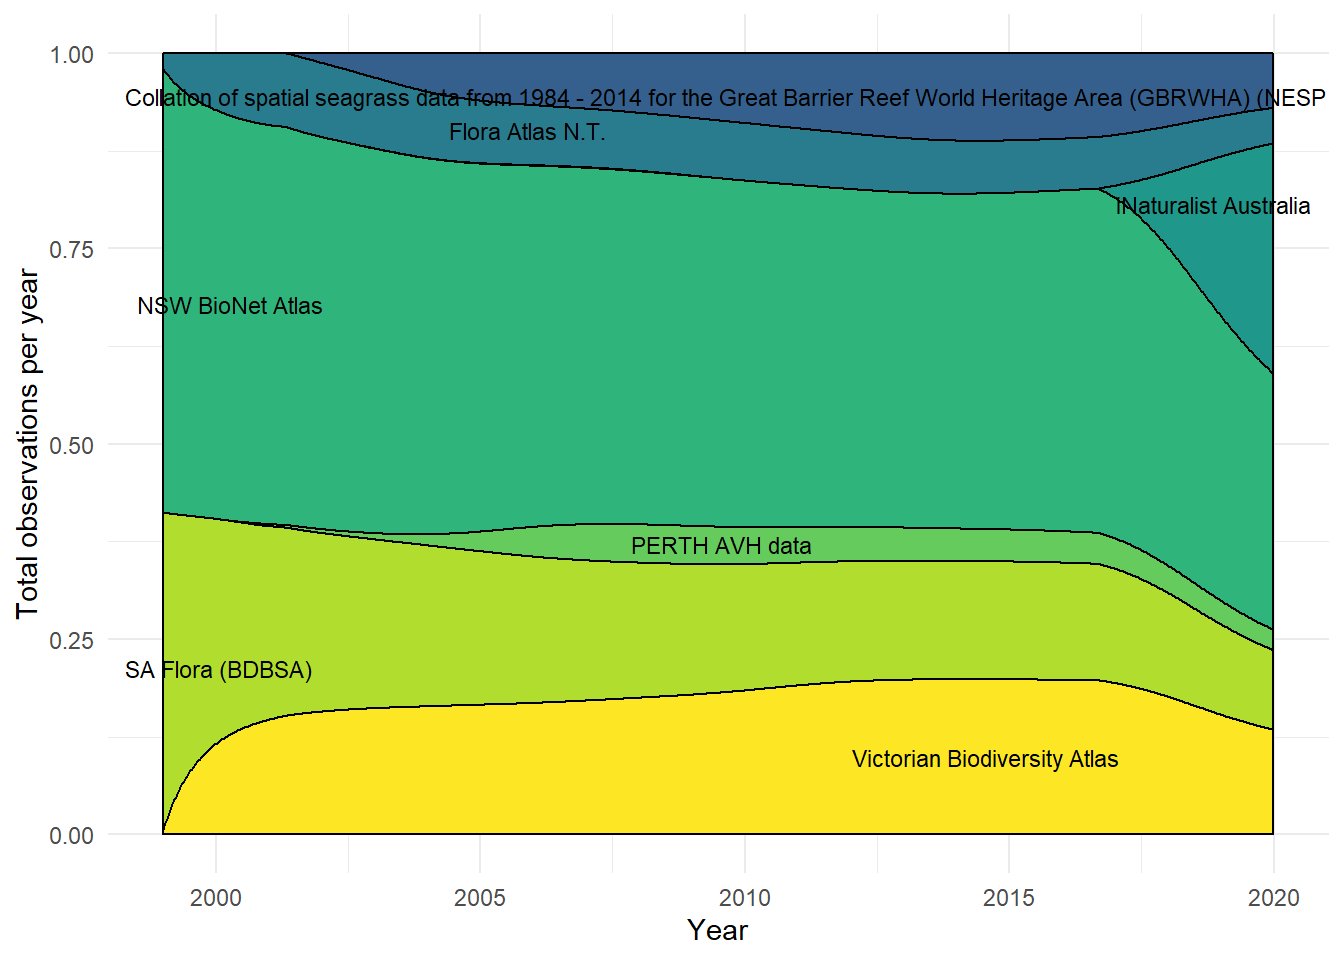 1.00
Collation of spatial seagrass data from 1984 - 2014 for the Great Barrier Reef World Heritage Area (GBRWHA) (NESP
Flora Atlas N.T.
iNaturalist Australia
0.75
NSW BioNet Atlas
Total observations per year
0.50
PERTH AVH data
0.25
SA Flora (BDBSA)
Victorian Biodiversity Atlas
0.00
2000 2005 2010 2015 2020
Year